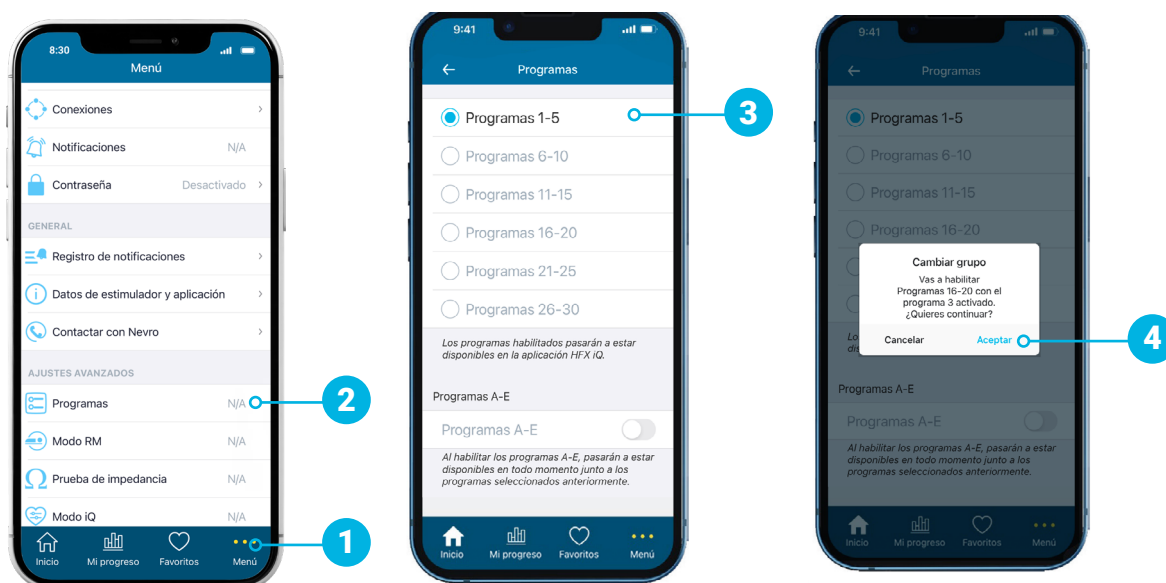 8:30
Menú
Conexiones
Notificaciones N/A
Contraseña Desactivado
GENERAL
Registro de notificaciones
Datos de estimulador y aplicación
Contactar con Nevro
AJUSTES AVANZADOS
Programas N/A
2
Modo RM N/A
Prueba de impedancia N/A
Modo iQ N/A
1
Inicio Mi progreso Favoritos Menú
9:41
Programas
Programas 1-5
3
Programas 6-10
Programas 11-15
Programas 16-20
Programas 21-25
Programas 26-30
Los programas habilitados pasarán a estar
disponibles en la aplicación HFX iQ.
Programas A-E
Programas A-E
Al habilitar los programas A-E, pasarán a estar
disponibles en todo momento junto a los
programas seleccionados anteriormente.
Inicio Mi progreso Favoritos Menú
9:41
Programas
Programas 1-5
Programas 6-10
Programas 11-15
Programas 16-20
Cambiar grupo
Vas a habilitar
Programas 16-20 con el
programa 3 activado.
¿Quieres continuar?
Cancelar Aceptar
4
Lo
dis
Programas A-E
Programas A-E
Al habilitar los programas A-E, pasarán a estar
disponibles en todo momento junto a los
programas seleccionados anteriormente.
Inicio Mi progreso Favoritos Menú